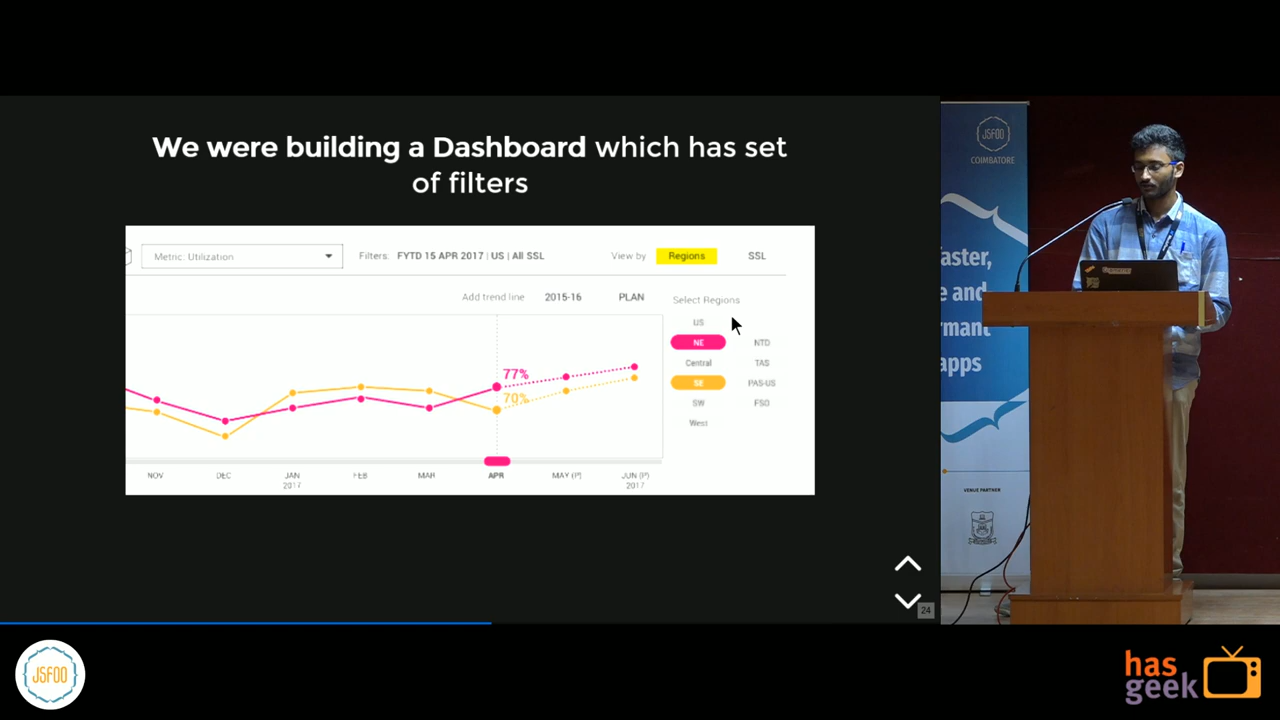 We were building a Dashboard which has set
of filters
Metric: Utilization
Filters: FYTD 15 APR 2017 | US | All SSL
View by Regions SSL
Add trend line 2015-16 PLAN
Select Regions
US
NE NTD
Central TAS
SE PAS-US
SW FSO
West
77%
70%
NOV DEC JAN FEB MAR APR MAY (P) JUN (P)
2017 2017
24
JSFOO
COIMBATORE
aster,
e and
rmant
apps
VENUE PARTNER
JSFOO
has
geek